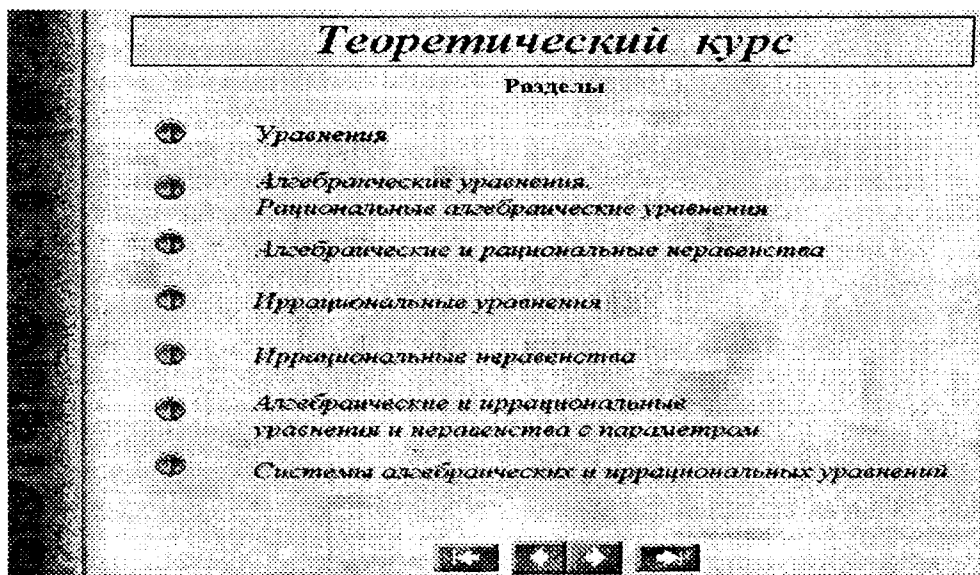 Теоретический курс
Разделы
Уравнения
Алгебраические уравнения.
Рациональные алгебраические уравнения
Алгебраические и рациональные неравенства
Иррациональные уравнения
Иррациональные неравенства
Алгебраические и иррациональные
уравнения и неравенства с параметром
Системы алгебраических и иррациональных уравнений